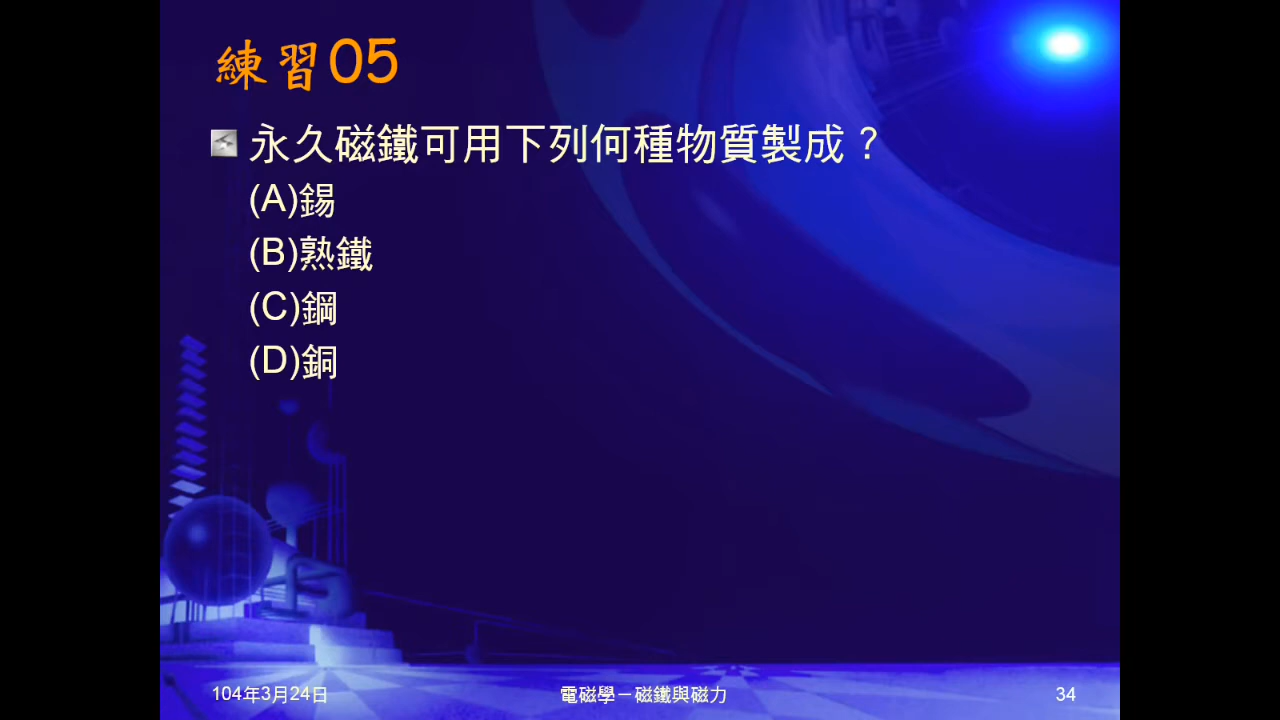 練習05
永久磁鐵可用下列何種物質製成？
(A)錫
(B)熟鐵
(C)鋼
(D)銅
104年3月24日 電磁學－磁鐵與磁力 34